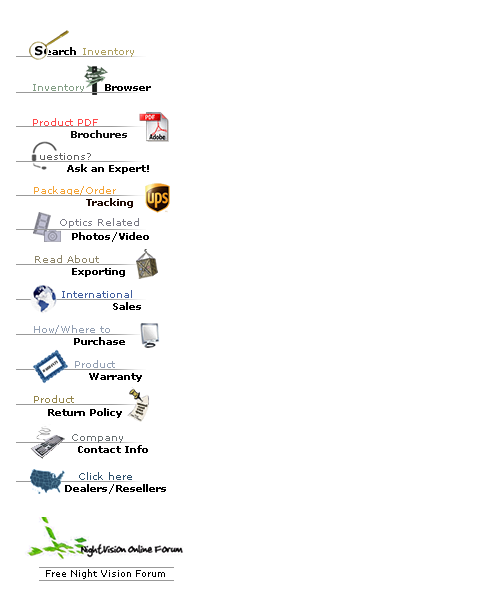 Search Inventory
Inventory Browser
Product PDF
Brochures
PDF
Adobe
uestions?
Ask an Expert!
Package/Order
Tracking
ups
Optics Related
Photos/Video
Read About
Exporting
International
Sales
How/Where to
Purchase
Product
Warranty
Product
Return Policy
Company
Contact Info
Click here
Dealers/Resellers
Night Vision Online Forum
Free Night Vision Forum